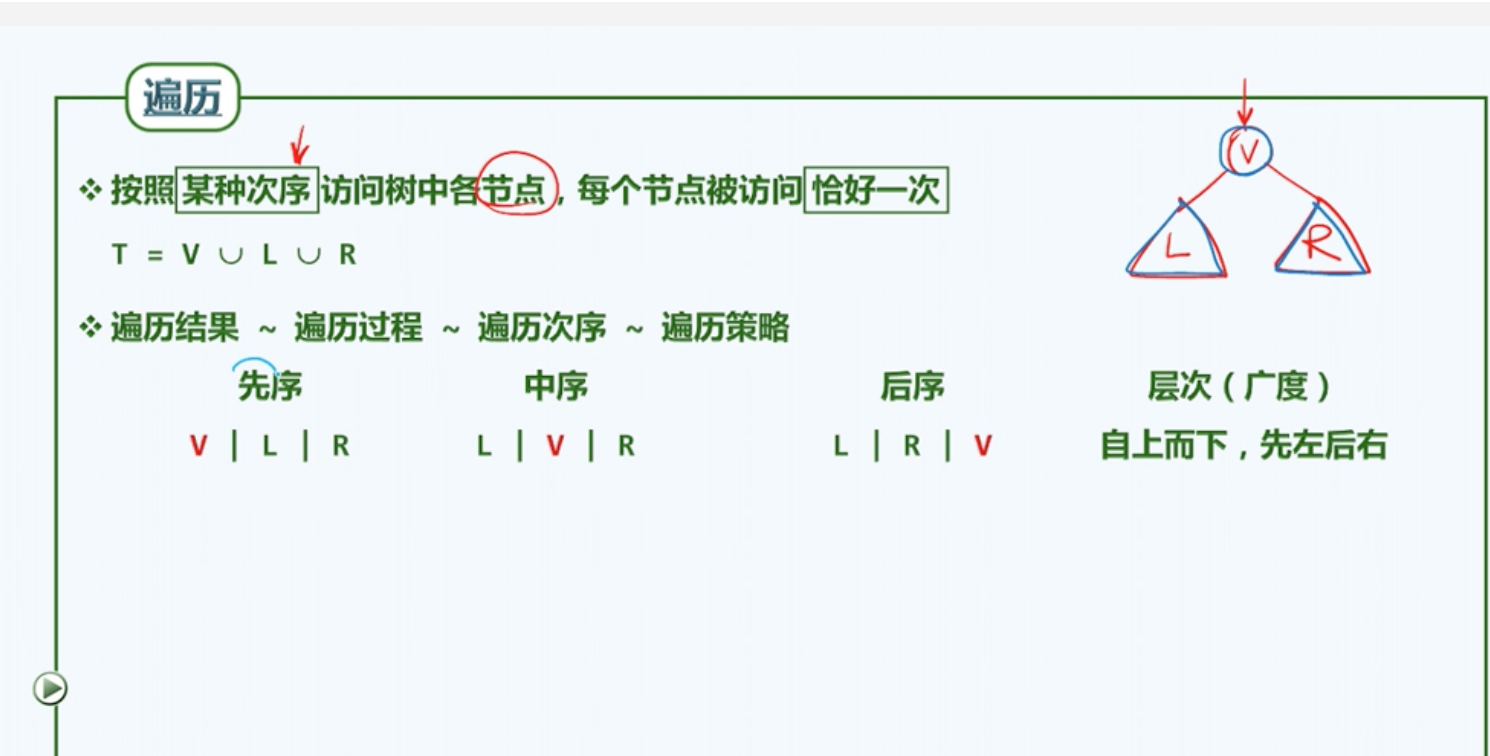 遍历
❖ 按照某种次序访问树中各节点，每个节点被访问恰好一次
T = V ∪ L ∪ R
V
L R
❖ 遍历结果 ~ 遍历过程 ~ 遍历次序 ~ 遍历策略
先序 中序 后序 层次（广度）
V | L | R L | V | R L | R | V 自上而下，先左后右